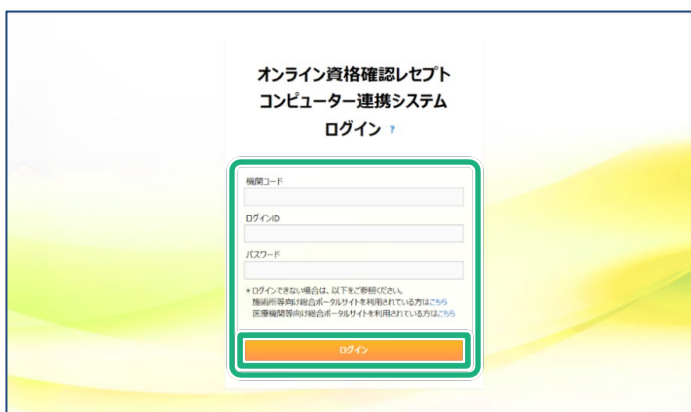 オンライン資格確認レセプト
コンピューター連携システム
ログイン ?
機関コード
ログインID
パスワード
* ログインできない場合は、以下をご参照ください。
施術所等向け総合ポータルサイトを利用されている方はこちら
医療機関等向け総合ポータルサイトを利用されている方はこちら
ログイン